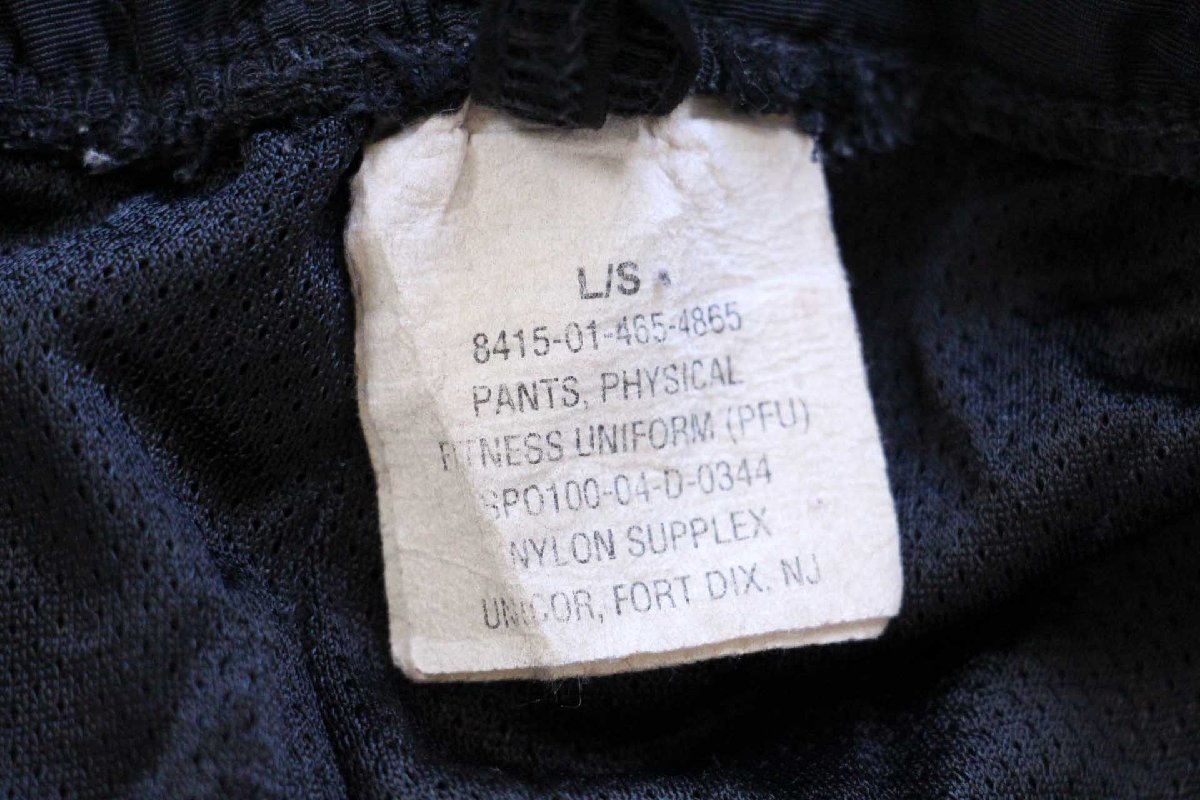 L/S
8415-01-465-4865
PANTS, PHYSICAL
FITNESS UNIFORM (PFU)
SPO100-04-D-0344
NYLON SUPPLEX
UNICOR, FORT DIX, NJ